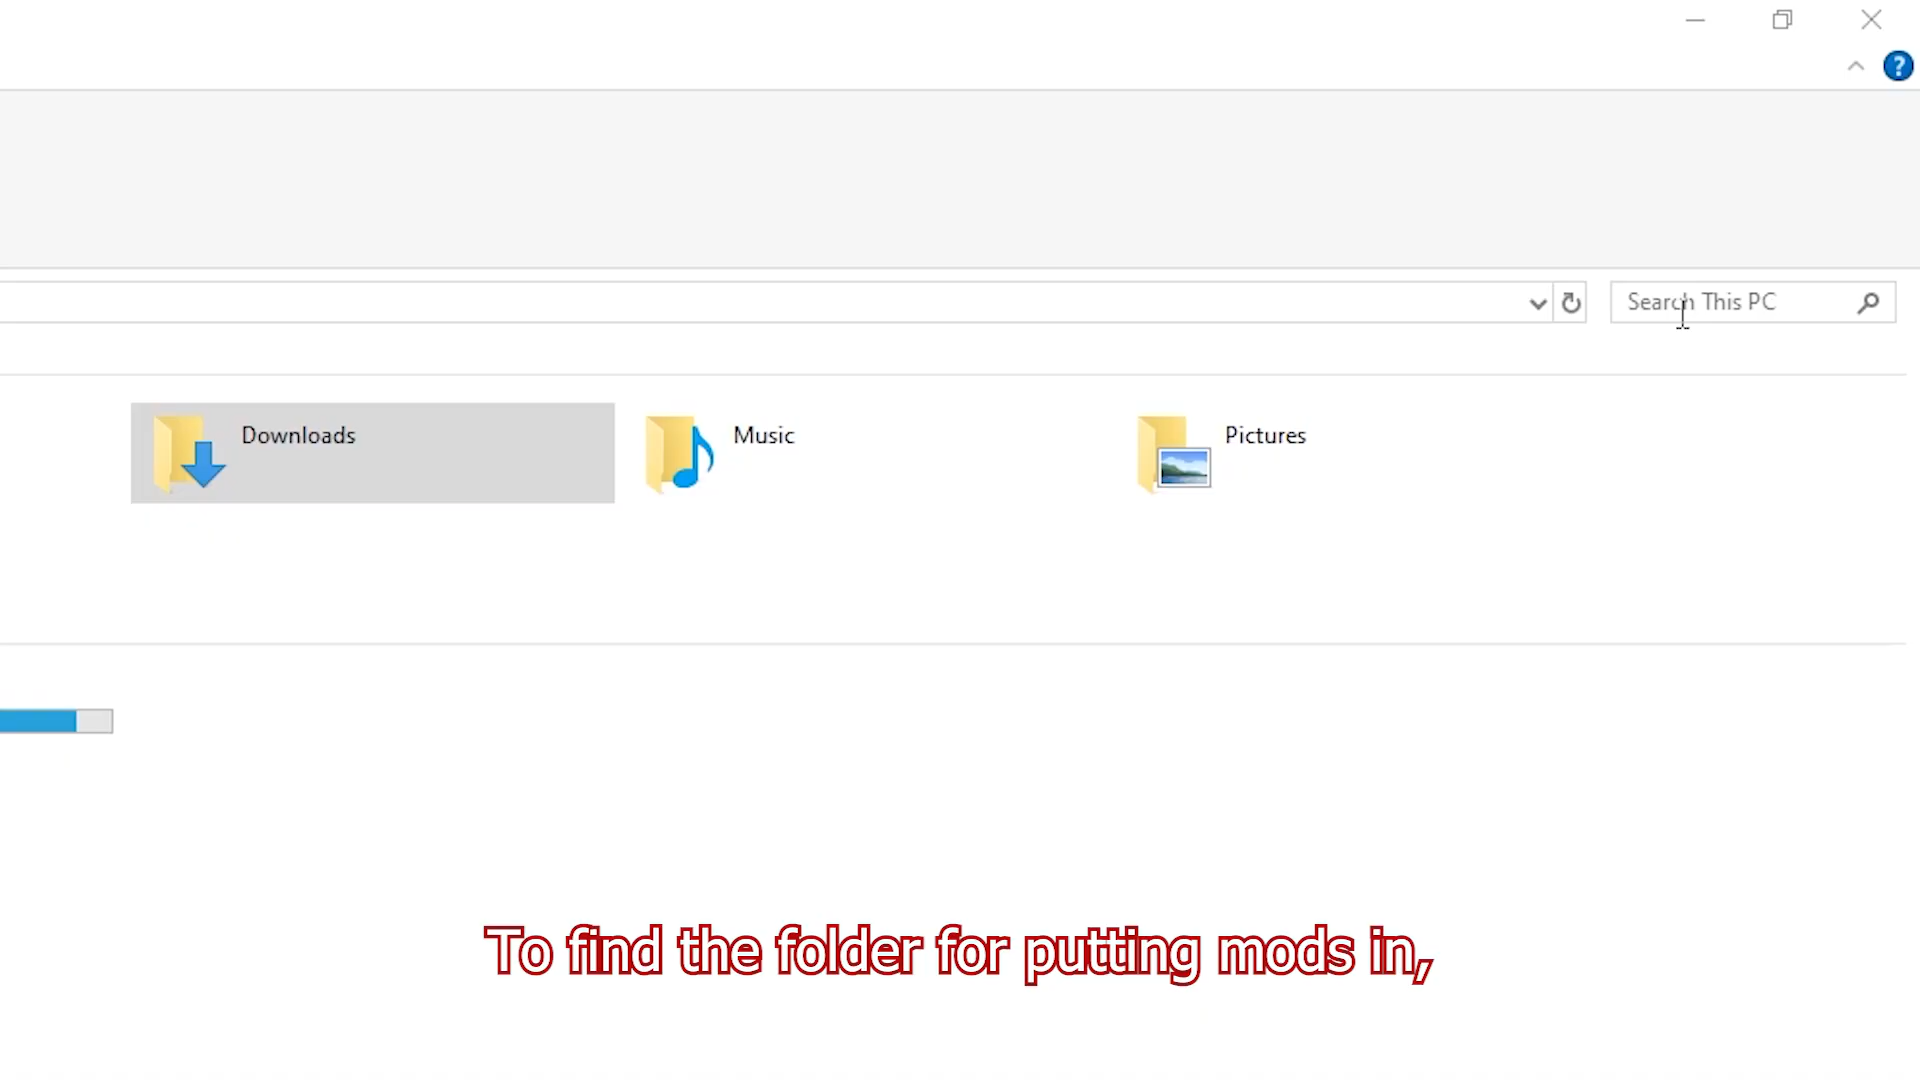 ?
Search This PC
Downloads
Music
Pictures
To find the folder for putting mods in,